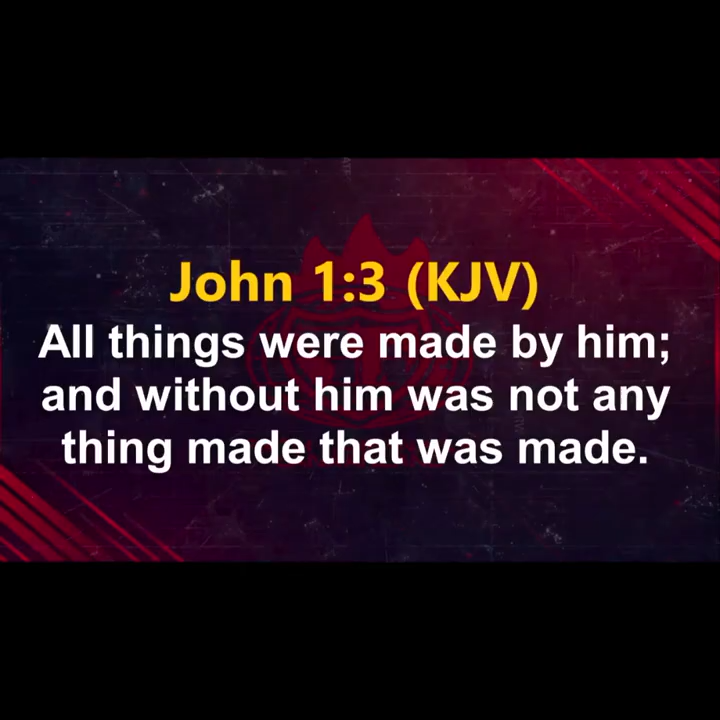 John 1:3 (KJV)
All things were made by him;
and without him was not any
thing made that was made.